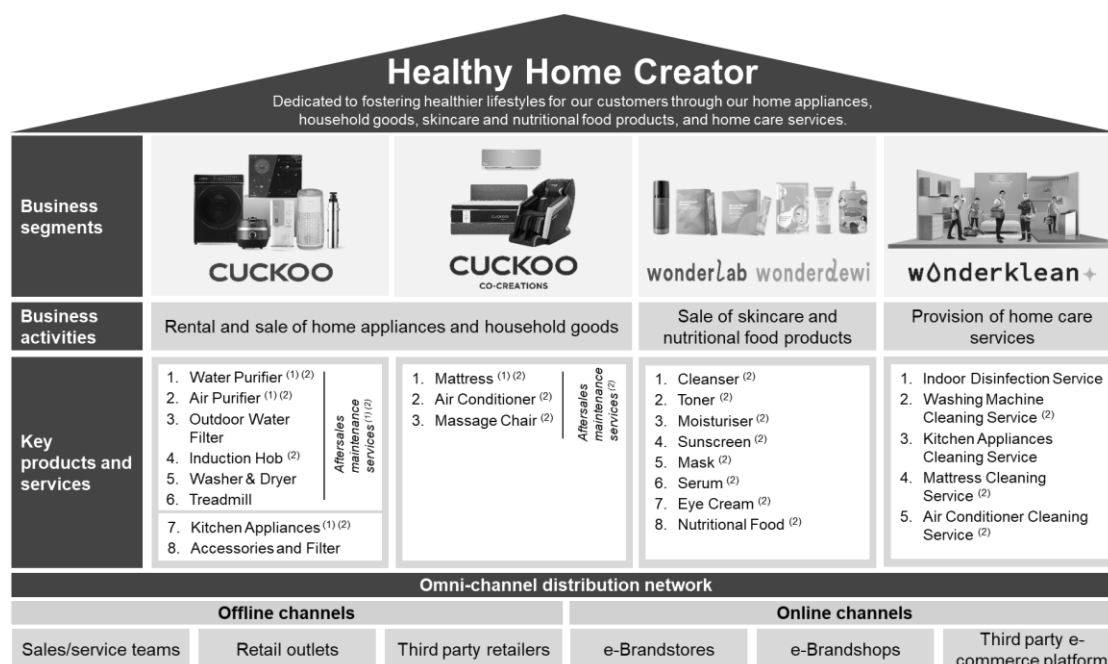 Healthy Home Creator
Dedicated to fostering healthier lifestyles for our customers through our home appliances,
household goods, skincare and nutritional food products, and home care services.
Business
segments
CUCKOO
CUCKOO
CO-CREATIONS
wonderlab wonderdewi
wonderklean+
Business
activities
Rental and sale of home appliances and household goods
Sale of skincare and
nutritional food products
Provision of home care
services
Key
products and
services
1. Water Purifier (1) (2)
2. Air Purifier (1) (2)
3. Outdoor Water
Filter
4. Induction Hob (2)
5. Washer & Dryer
6. Treadmill
Aftersales
maintenance
services (1) (2)
7. Kitchen Appliances (1) (2)
8. Accessories and Filter
1. Mattress (1) (2)
2. Air Conditioner (2)
3. Massage Chair (2)
Aftersales
maintenance
services (2)
1. Cleanser (2)
2. Toner (2)
3. Moisturiser (2)
4. Sunscreen (2)
5. Mask (2)
6. Serum (2)
7. Eye Cream (2)
8. Nutritional Food (2)
1. Indoor Disinfection Service
2. Washing Machine
Cleaning Service (2)
3. Kitchen Appliances
Cleaning Service
4. Mattress Cleaning
Service (2)
5. Air Conditioner Cleaning
Service (2)
Omni-channel distribution network
Offline channels
Online channels
Sales/service teams
Retail outlets
Third party retailers
e-Brandstores
e-Brandshops
Third party e-
commerce platform